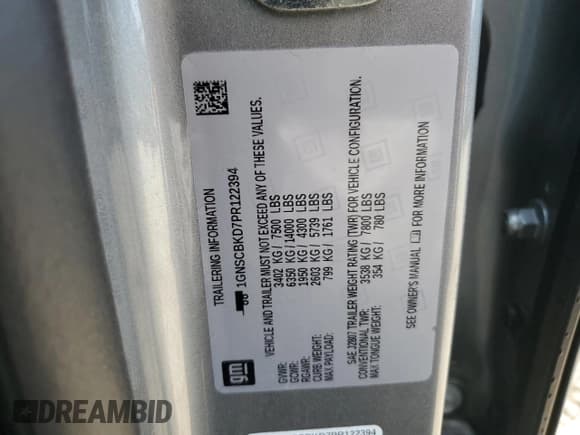 TRAILERING INFORMATION
1GNSCBKD7PR122394
VEHICLE AND TRAILER MUST NOT EXCEED ANY OF THESE VALUES.
GVWR: 3402 KG / 7500 LBS
GCWR: 6350 KG / 14000 LBS
RGAWR: 1950 KG / 4300 LBS
CURB WEIGHT: 2603 KG / 5739 LBS
MAX PAYLOAD: 799 KG / 1761 LBS
SAE J2807 TRAILER WEIGHT RATING (TWR) FOR VEHICLE CONFIGURATION.
CONVENTIONAL TWR: 3538 KG / 7800 LBS
MAX TONGUE WEIGHT: 354 KG / 780 LBS
SEE OWNER'S MANUAL FOR MORE INFORMATION
gm
DREAMBID